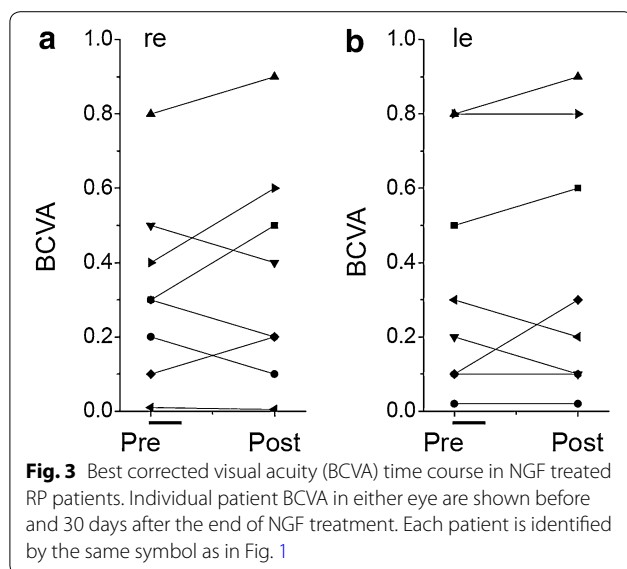 a re
1.0
0.8
0.6
0.4
0.2
0.0
BCVA
Pre Post
b le
1.0
0.8
0.6
0.4
0.2
0.0
BCVA
Pre Post
Fig. 3 Best corrected visual acuity (BCVA) time course in NGF treated
RP patients. Individual patient BCVA in either eye are shown before
and 30 days after the end of NGF treatment. Each patient is identified
by the same symbol as in Fig. 1